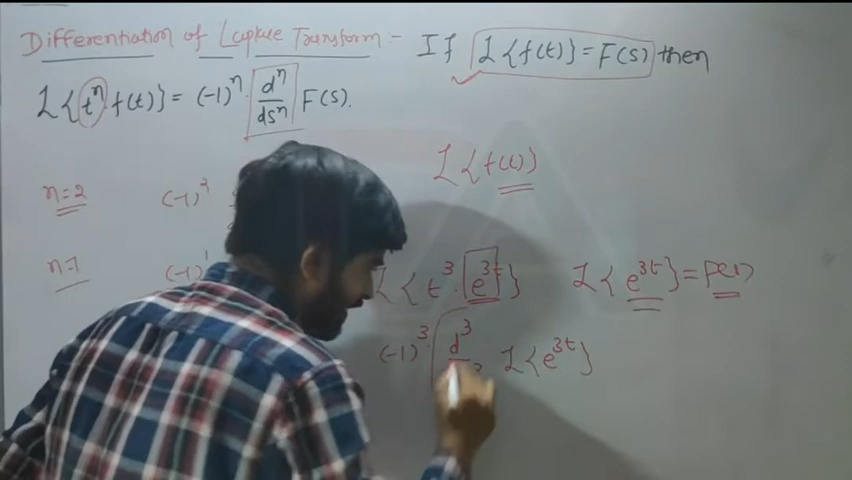 Differentiation of Laplace Transform :- If L{f(t)} = F(s) then
L{tⁿ.f(t)} = (-1)ⁿ dⁿ/dsⁿ F(s).
L{f(t)}
n=2 (-1)²
n=1 (-1)¹
L{t³.e³ᵗ} L{e³ᵗ} = F(s)
(-1)³ d³ L{e³ᵗ}